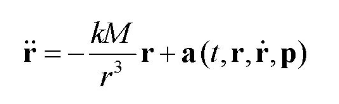 r̈ = − kM / r³ r + a (t, r, ṙ, p)